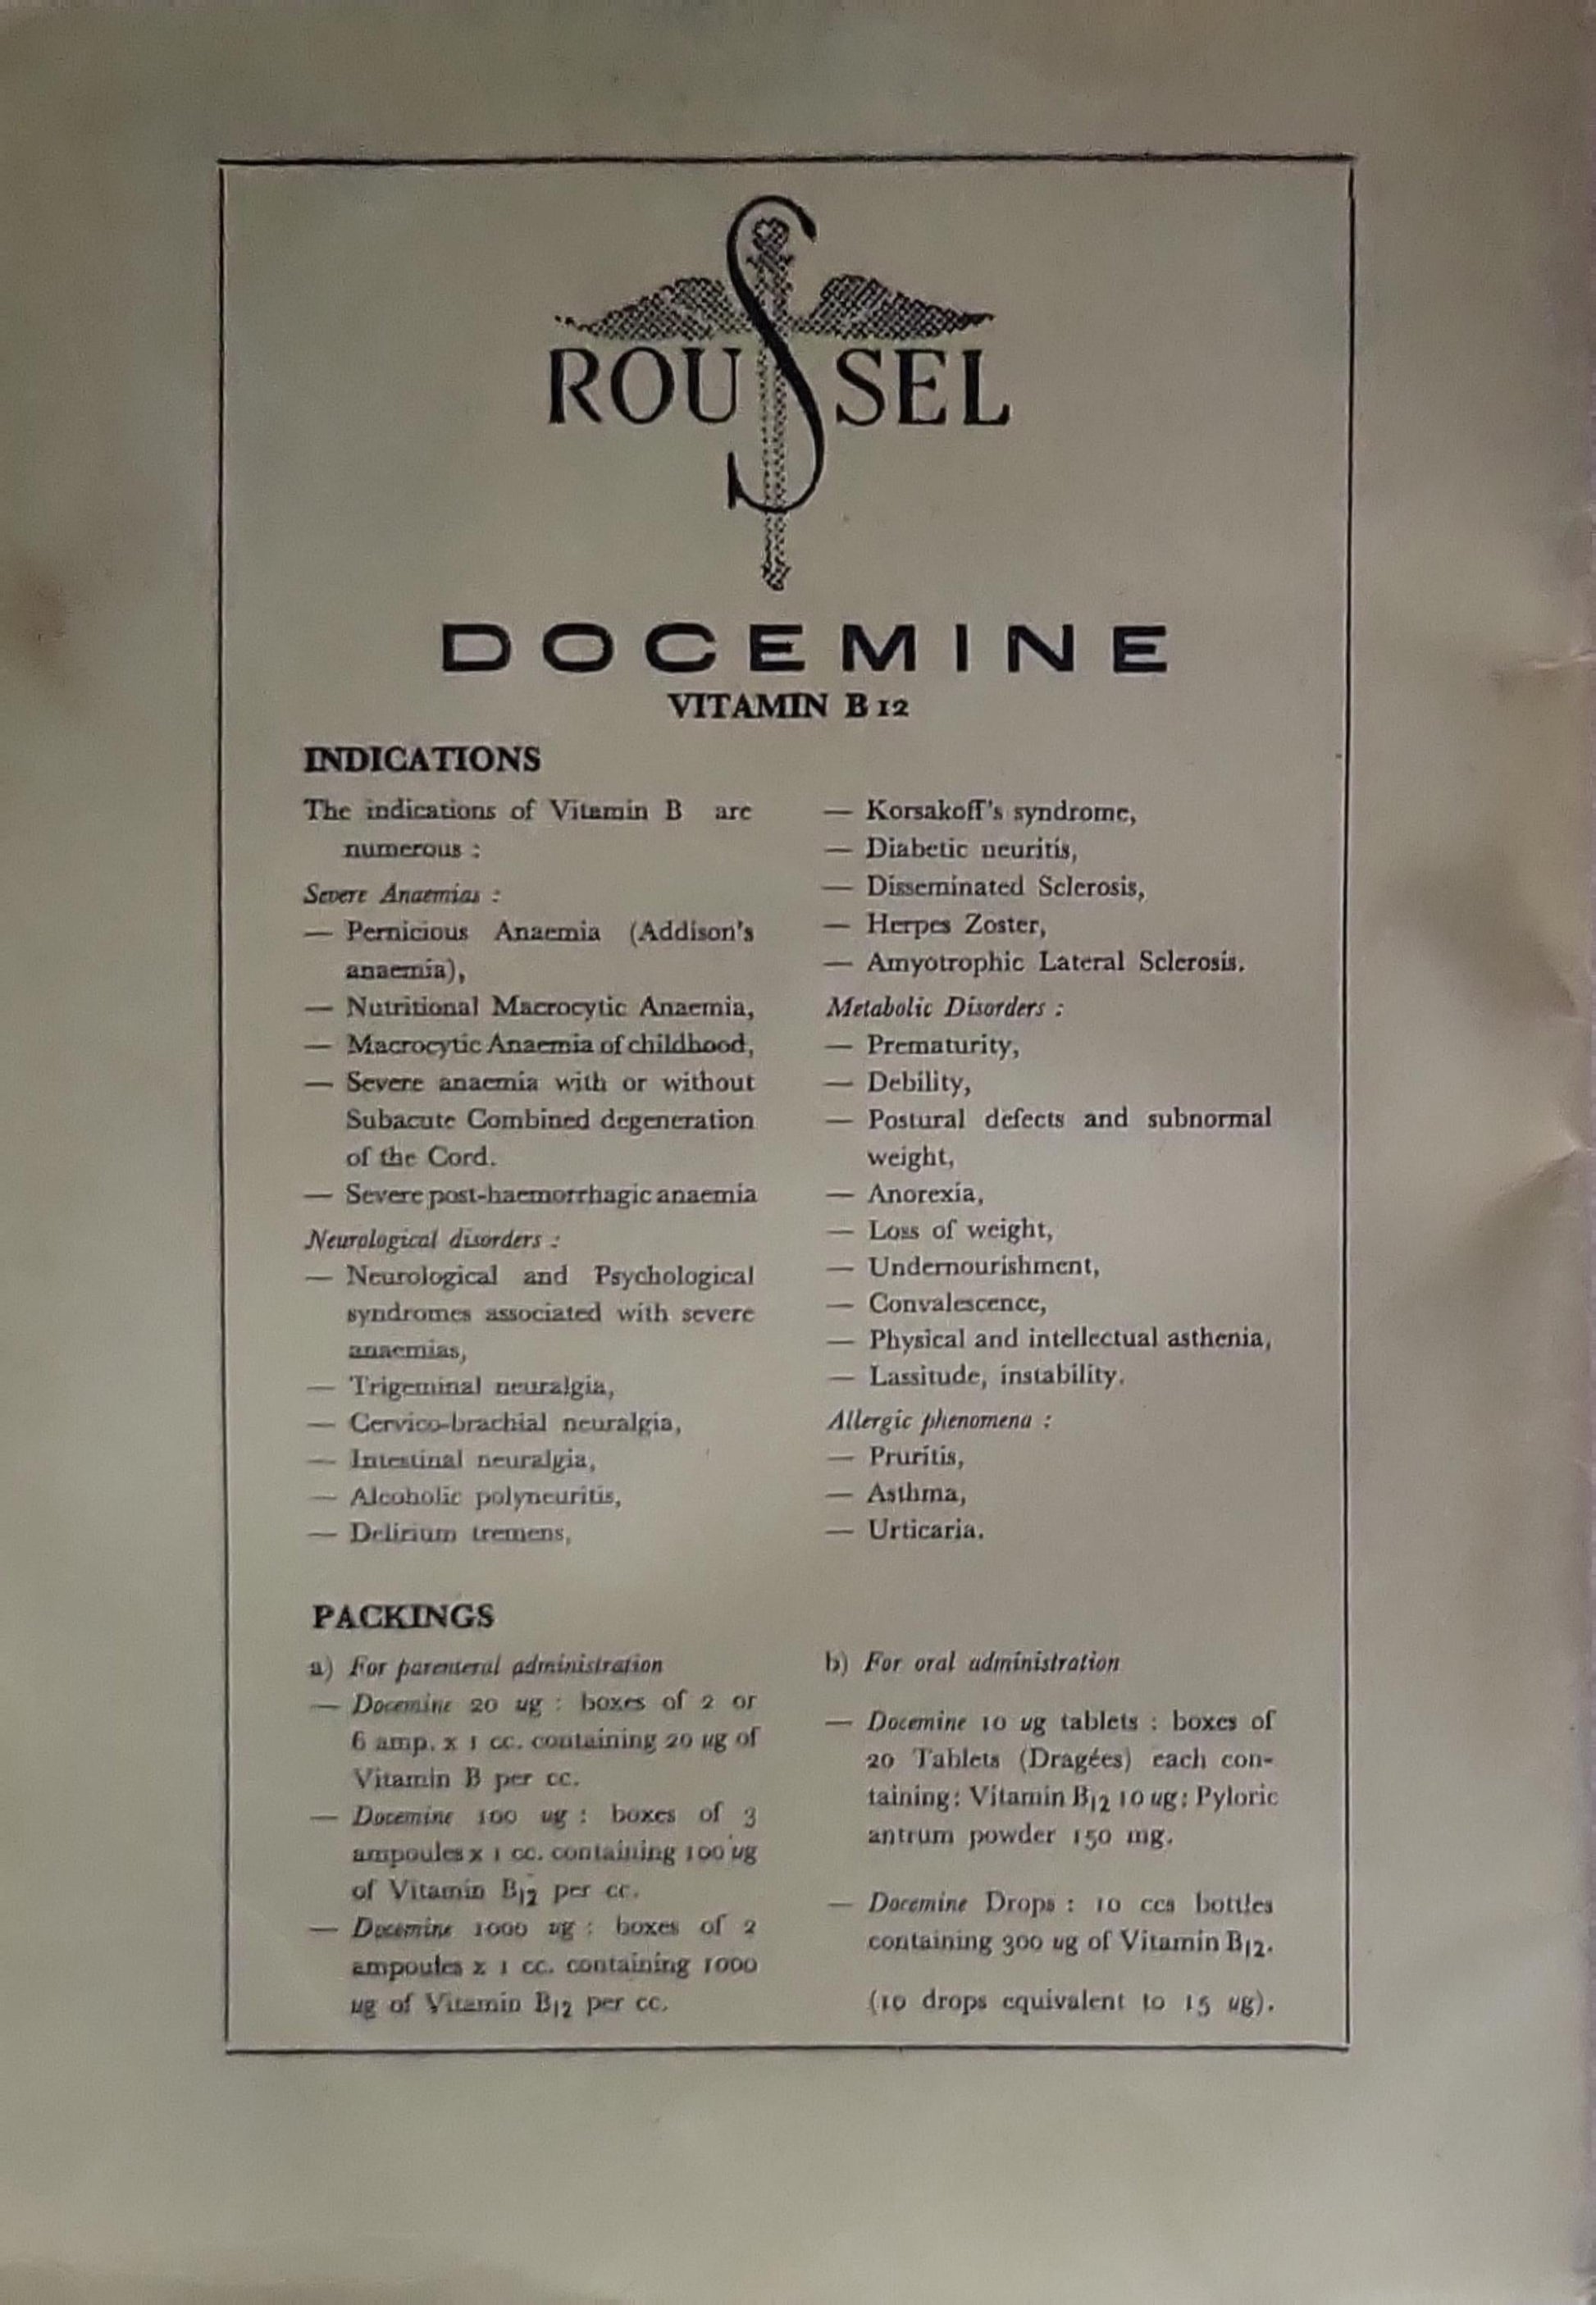 ROUSSEL
DOCEMINE
VITAMIN B 12
INDICATIONS
The indications of Vitamin B are
numerous :
Severe Anaemias :
— Pernicious Anaemia (Addison's
anaemia),
— Nutritional Macrocytic Anaemia,
— Macrocytic Anaemia of childhood,
— Severe anaemia with or without
Subacute Combined degeneration
of the Cord.
— Severe post-haemorrhagic anaemia
Neurological disorders :
— Neurological and Psychological
syndromes associated with severe
anaemias,
— Trigeminal neuralgia,
— Cervico-brachial neuralgia,
— Intestinal neuralgia,
— Alcoholic polyneuritis,
— Delirium tremens,
— Korsakoff's syndrome,
— Diabetic neuritis,
— Disseminated Sclerosis,
— Herpes Zoster,
— Amyotrophic Lateral Sclerosis.
Metabolic Disorders :
— Prematurity,
— Debility,
— Postural defects and subnormal
weight,
— Anorexia,
— Loss of weight,
— Undernourishment,
— Convalescence,
— Physical and intellectual asthenia,
— Lassitude, instability.
Allergic phenomena :
— Pruritis,
— Asthma,
— Urticaria.
PACKINGS
a) For parenteral administration
— Docemine 20 ug : boxes of 2 or
6 amp. x 1 cc. containing 20 ug of
Vitamin B per cc.
— Docemine 100 ug : boxes of 3
ampoules x 1 cc. containing 100 ug
of Vitamin B12 per cc.
— Docemine 1000 ug : boxes of 2
ampoules x 1 cc. containing 1000
ug of Vitamin B12 per cc.
b) For oral administration
— Docemine 10 ug tablets : boxes of
20 Tablets (Dragées) each con-
taining: Vitamin B12 10 ug: Pyloric
antrum powder 150 mg.
— Docemine Drops : 10 ccs bottles
containing 300 ug of Vitamin B12.
(10 drops equivalent to 15 ug).